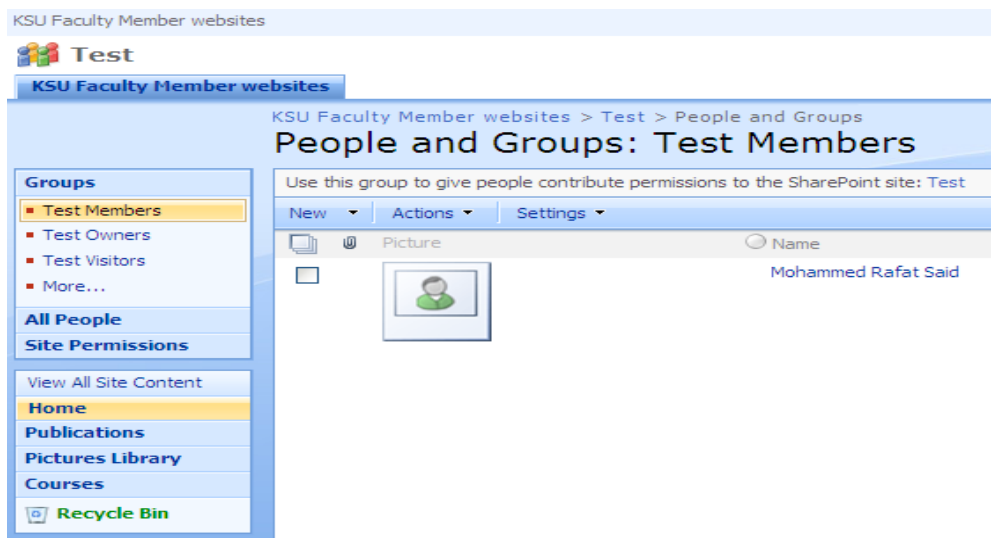 KSU Faculty Member websites
Test
KSU Faculty Member websites
KSU Faculty Member websites > Test > People and Groups
People and Groups: Test Members
Groups
Test Members
Test Owners
Test Visitors
More...
All People
Site Permissions
View All Site Content
Home
Publications
Pictures Library
Courses
Recycle Bin
Use this group to give people contribute permissions to the SharePoint site: Test
New Actions Settings
Picture Name
Mohammed Rafat Said